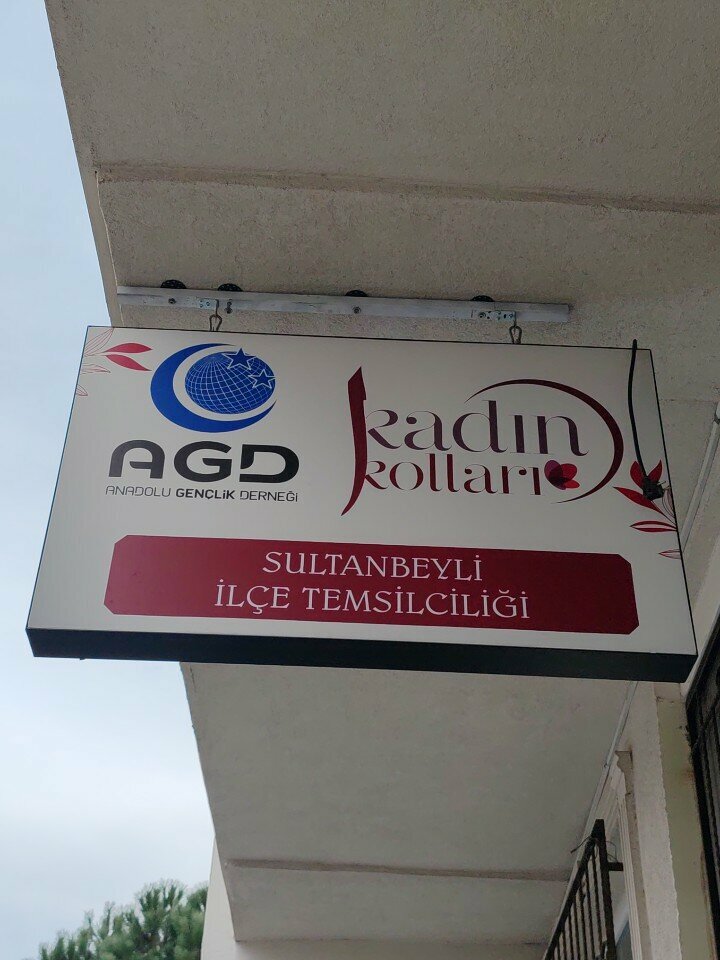 AGD
ANADOLU GENÇLİK DERNEĞİ
kadın
kolları
SULTANBEYLİ
İLÇE TEMSİLCİLİĞİ